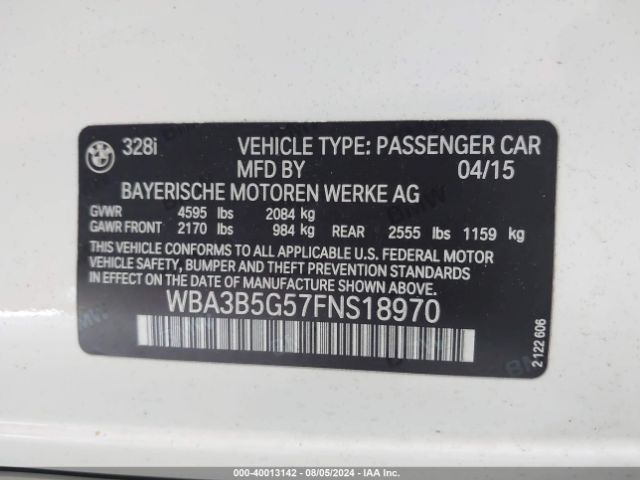 328i VEHICLE TYPE: PASSENGER CAR
MFD BY 04/15
BAYERISCHE MOTOREN WERKE AG
GVWR 4595 lbs 2084 kg
GAWR FRONT 2170 lbs 984 kg REAR 2555 lbs 1159 kg
THIS VEHICLE CONFORMS TO ALL APPLICABLE U.S. FEDERAL MOTOR
VEHICLE SAFETY, BUMPER AND THEFT PREVENTION STANDARDS
IN EFFECT ON THE DATE OF MANUFACTURE SHOWN ABOVE.
WBA3B5G57FNS18970
2 122 606
000-40013142 - 08/05/2024 - IAAI.COM